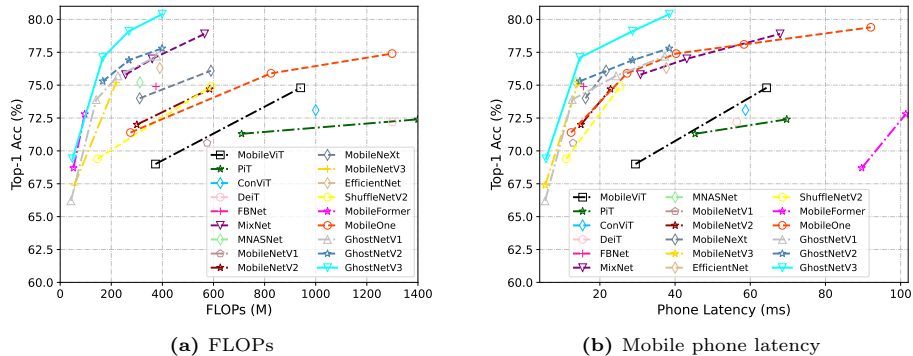 80.0
77.5
75.0
72.5
70.0
67.5
65.0
62.5
60.0
Top-1 Acc (%)
0 200 400 600 800 1000 1200 1400
FLOPs (M)
MobileViT
PiT
ConViT
DeiT
FBNet
MixNet
MNASNet
MobileNetV1
MobileNetV2
MobileNeXt
MobileNetV3
EfficientNet
ShuffleNetV2
MobileFormer
MobileOne
GhostNetV1
GhostNetV2
GhostNetV3
(a) FLOPs
80.0
77.5
75.0
72.5
70.0
67.5
65.0
62.5
60.0
Top-1 Acc (%)
20 40 60 80 100
Phone Latency (ms)
MobileViT
PiT
ConViT
DeiT
FBNet
MixNet
MNASNet
MobileNetV1
MobileNetV2
MobileNeXt
MobileNetV3
EfficientNet
ShuffleNetV2
MobileFormer
MobileOne
GhostNetV1
GhostNetV2
GhostNetV3
(b) Mobile phone latency